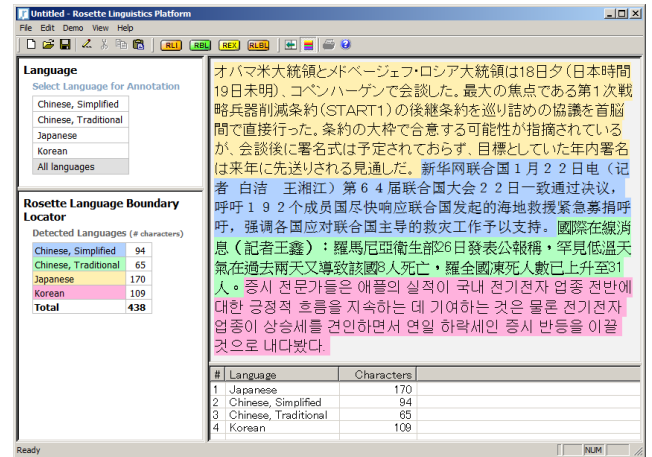 Untitled - Rosette Linguistics Platform
File Edit Demo View Help
RLI RBL REX RLBL
Language
Select Language for Annotation
Chinese, Simplified
Chinese, Traditional
Japanese
Korean
All languages
Rosette Language Boundary
Locator
Detected Languages (# characters)
Chinese, Simplified 94
Chinese, Traditional 65
Japanese 170
Korean 109
Total 438
オバマ米大統領とメドベージェフ・ロシア大統領は18日夕(日本時間
19日未明)、コペンハーゲンで会談した。最大の焦点である第1次戦
略兵器削減条約(START1)の後継条約を巡り詰めの協議を首脳
間で直接行った。条約の大枠で合意する可能性が指摘されている
が、会談後に署名式は予定されておらず、目標としていた年内署名
は来年に先送りされる見通しだ。新华网联合国1月22日电(记
者 白洁 王湘江)第64届联合国大会22日一致通过决议，
呼吁192个成员国尽快响应联合国发起的海地救援紧急募捐呼
吁，强调各国应对联合国主导的救灾工作予以支持。國際在線消
息(記者王鑫)：羅馬尼亞衛生部26日發表公報稱，罕見低溫天
氣在過去兩天又導致該國8人死亡，羅全國凍死人數已上升至31
人。증시 전문가들은 애플의 실적이 국내 전기전자 업종 전반에
대한 긍정적 흐름을 지속하는 데 기여하는 것은 물론 전기전자
업종이 상승세를 견인하면서 연일 하락세인 증시 반등을 이끌
것으로 내다봤다.
# Language Characters
1 Japanese 170
2 Chinese, Simplified 94
3 Chinese, Traditional 65
4 Korean 109
Ready NUM